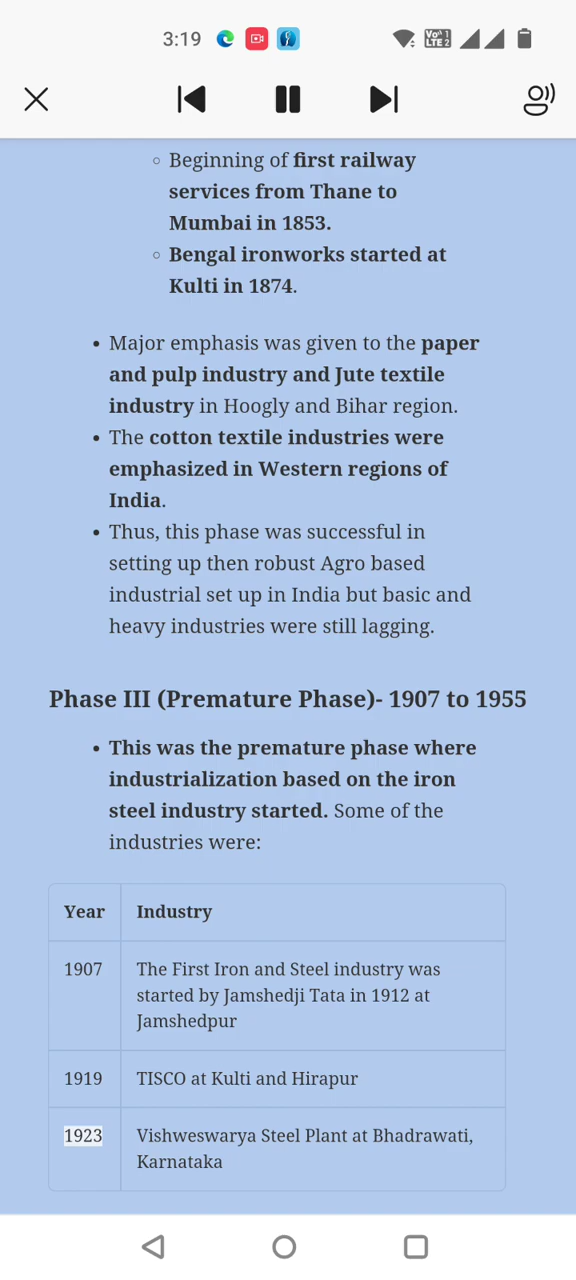 3:19
Vo 1
LTE 2
Beginning of first railway
services from Thane to
Mumbai in 1853.
Bengal ironworks started at
Kulti in 1874.
Major emphasis was given to the paper
and pulp industry and Jute textile
industry in Hoogly and Bihar region.
The cotton textile industries were
emphasized in Western regions of
India.
Thus, this phase was successful in
setting up then robust Agro based
industrial set up in India but basic and
heavy industries were still lagging.
Phase III (Premature Phase)- 1907 to 1955
This was the premature phase where
industrialization based on the iron
steel industry started. Some of the
industries were:
Year Industry
1907 The First Iron and Steel industry was
started by Jamshedji Tata in 1912 at
Jamshedpur
1919 TISCO at Kulti and Hirapur
1923 Vishweswarya Steel Plant at Bhadrawati,
Karnataka